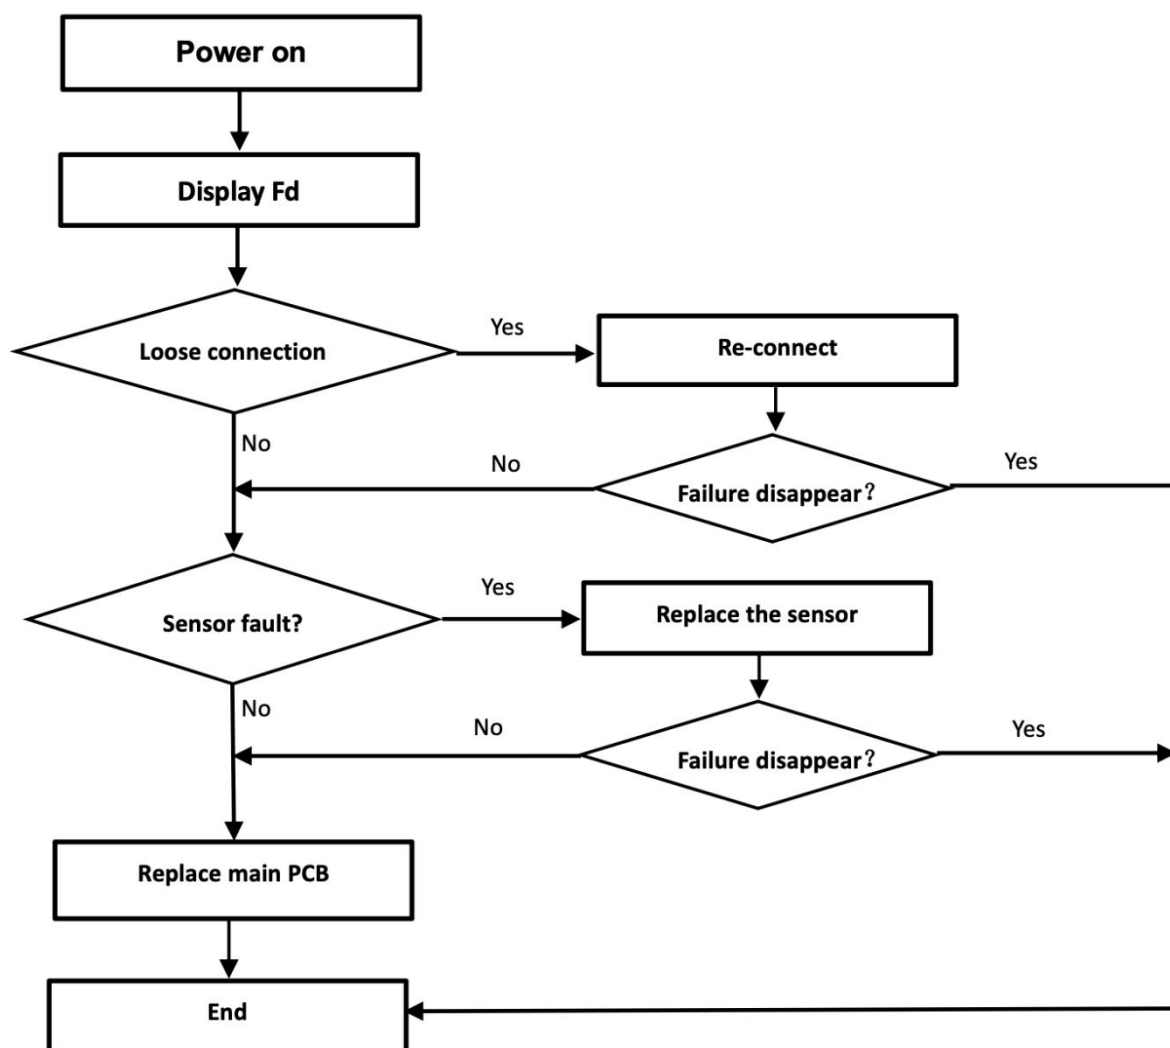 Power on
Display Fd
Loose connection
Yes
Re-connect
No
No
Failure disappear？
Yes
Sensor fault?
Yes
Replace the sensor
No
No
Failure disappear？
Yes
Replace main PCB
End